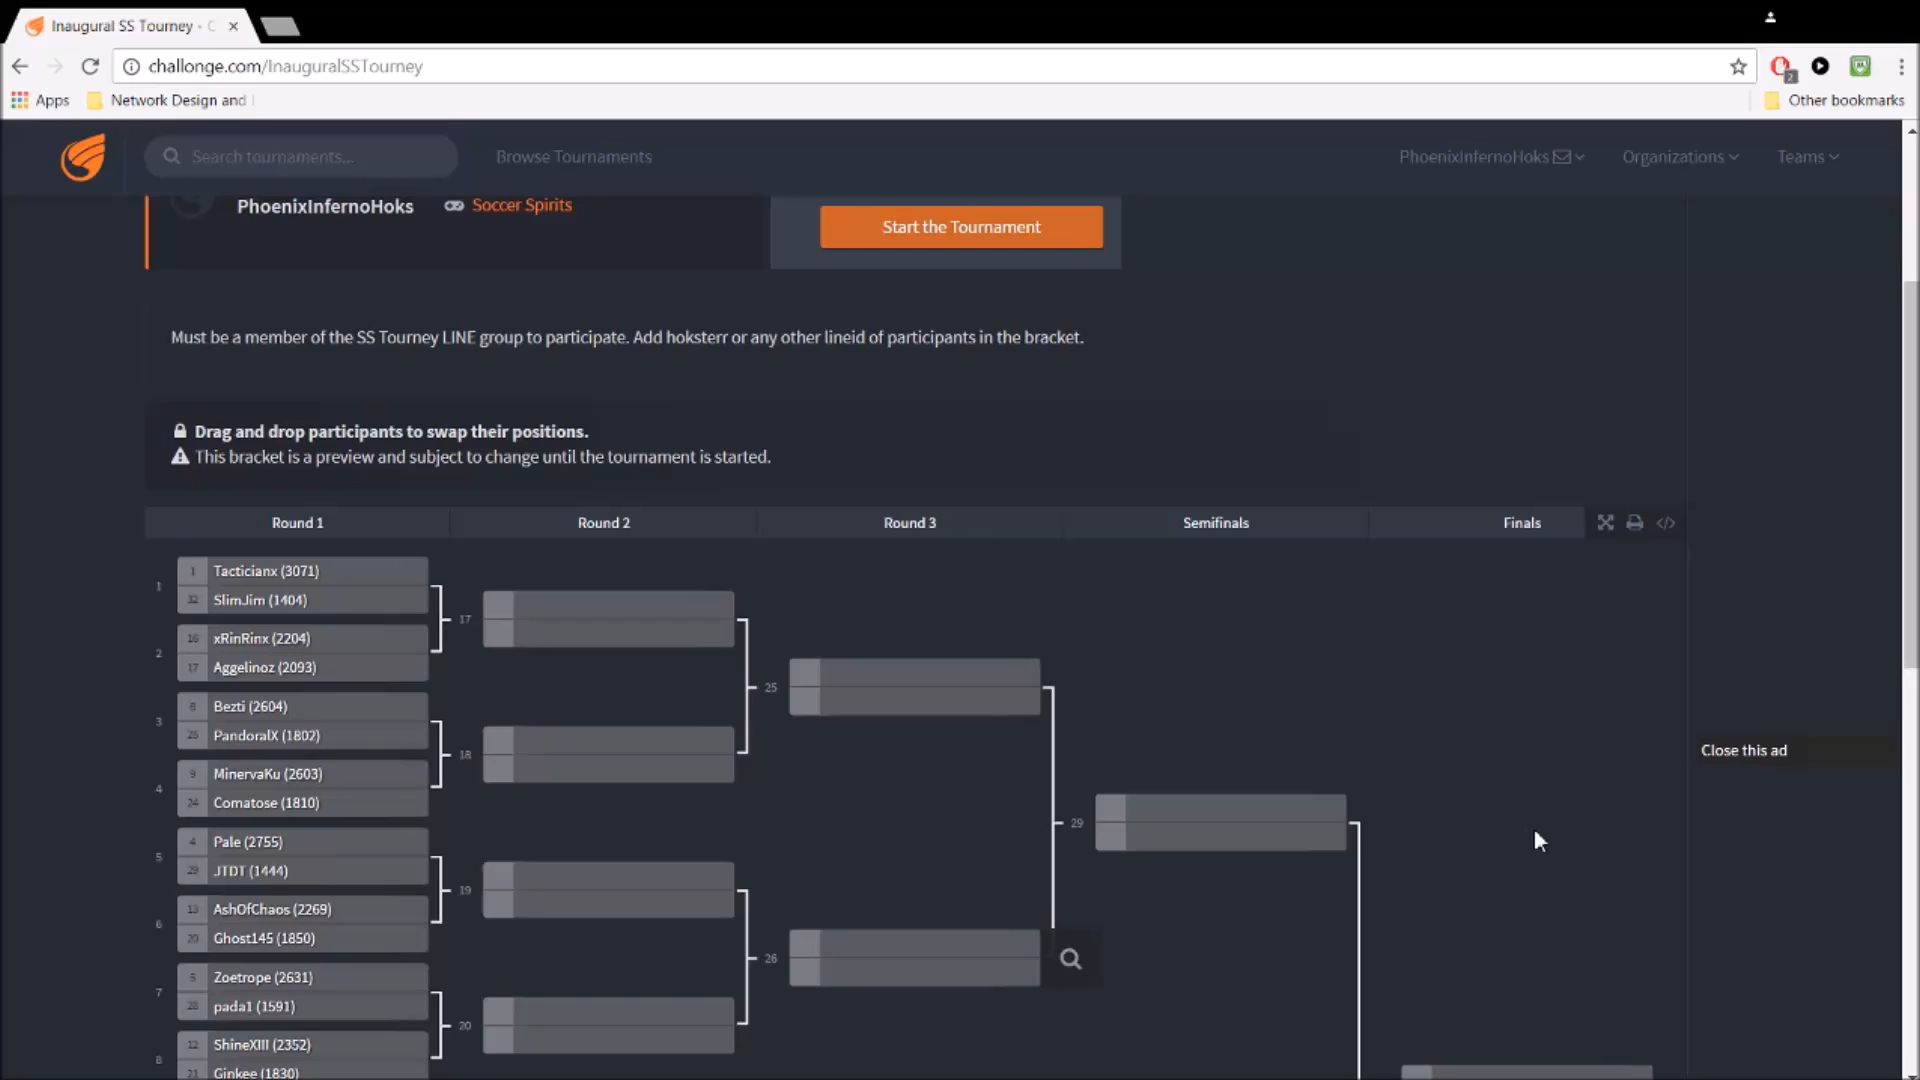 Inaugural SS Tourney - C
challonge.com/InauguralSSTourney
2
Apps
Network Design and
Other bookmarks
Search tournaments...
Browse Tournaments
PhoenixInfernoHoks
Organizations
Teams
PhoenixInfernoHoks
Soccer Spirits
Start the Tournament
Must be a member of the SS Tourney LINE group to participate. Add hoksterr or any other lineid of participants in the bracket.
Drag and drop participants to swap their positions.
This bracket is a preview and subject to change until the tournament is started.
Round 1
Round 2
Round 3
Semifinals
Finals
1
1 Tacticianx (3071)
32 SlimJim (1404)
2
16 xRinRinx (2204)
17 Aggelinoz (2093)
3
8 Bezti (2604)
25 PandoralX (1802)
4
9 MinervaKu (2603)
24 Comatose (1810)
5
4 Pale (2755)
29 JTDT (1444)
6
13 AshOfChaos (2269)
20 Ghost145 (1850)
7
5 Zoetrope (2631)
28 pada1 (1591)
8
12 ShineXIII (2352)
21 Ginkee (1830)
17
18
19
20
25
26
29
Close this ad